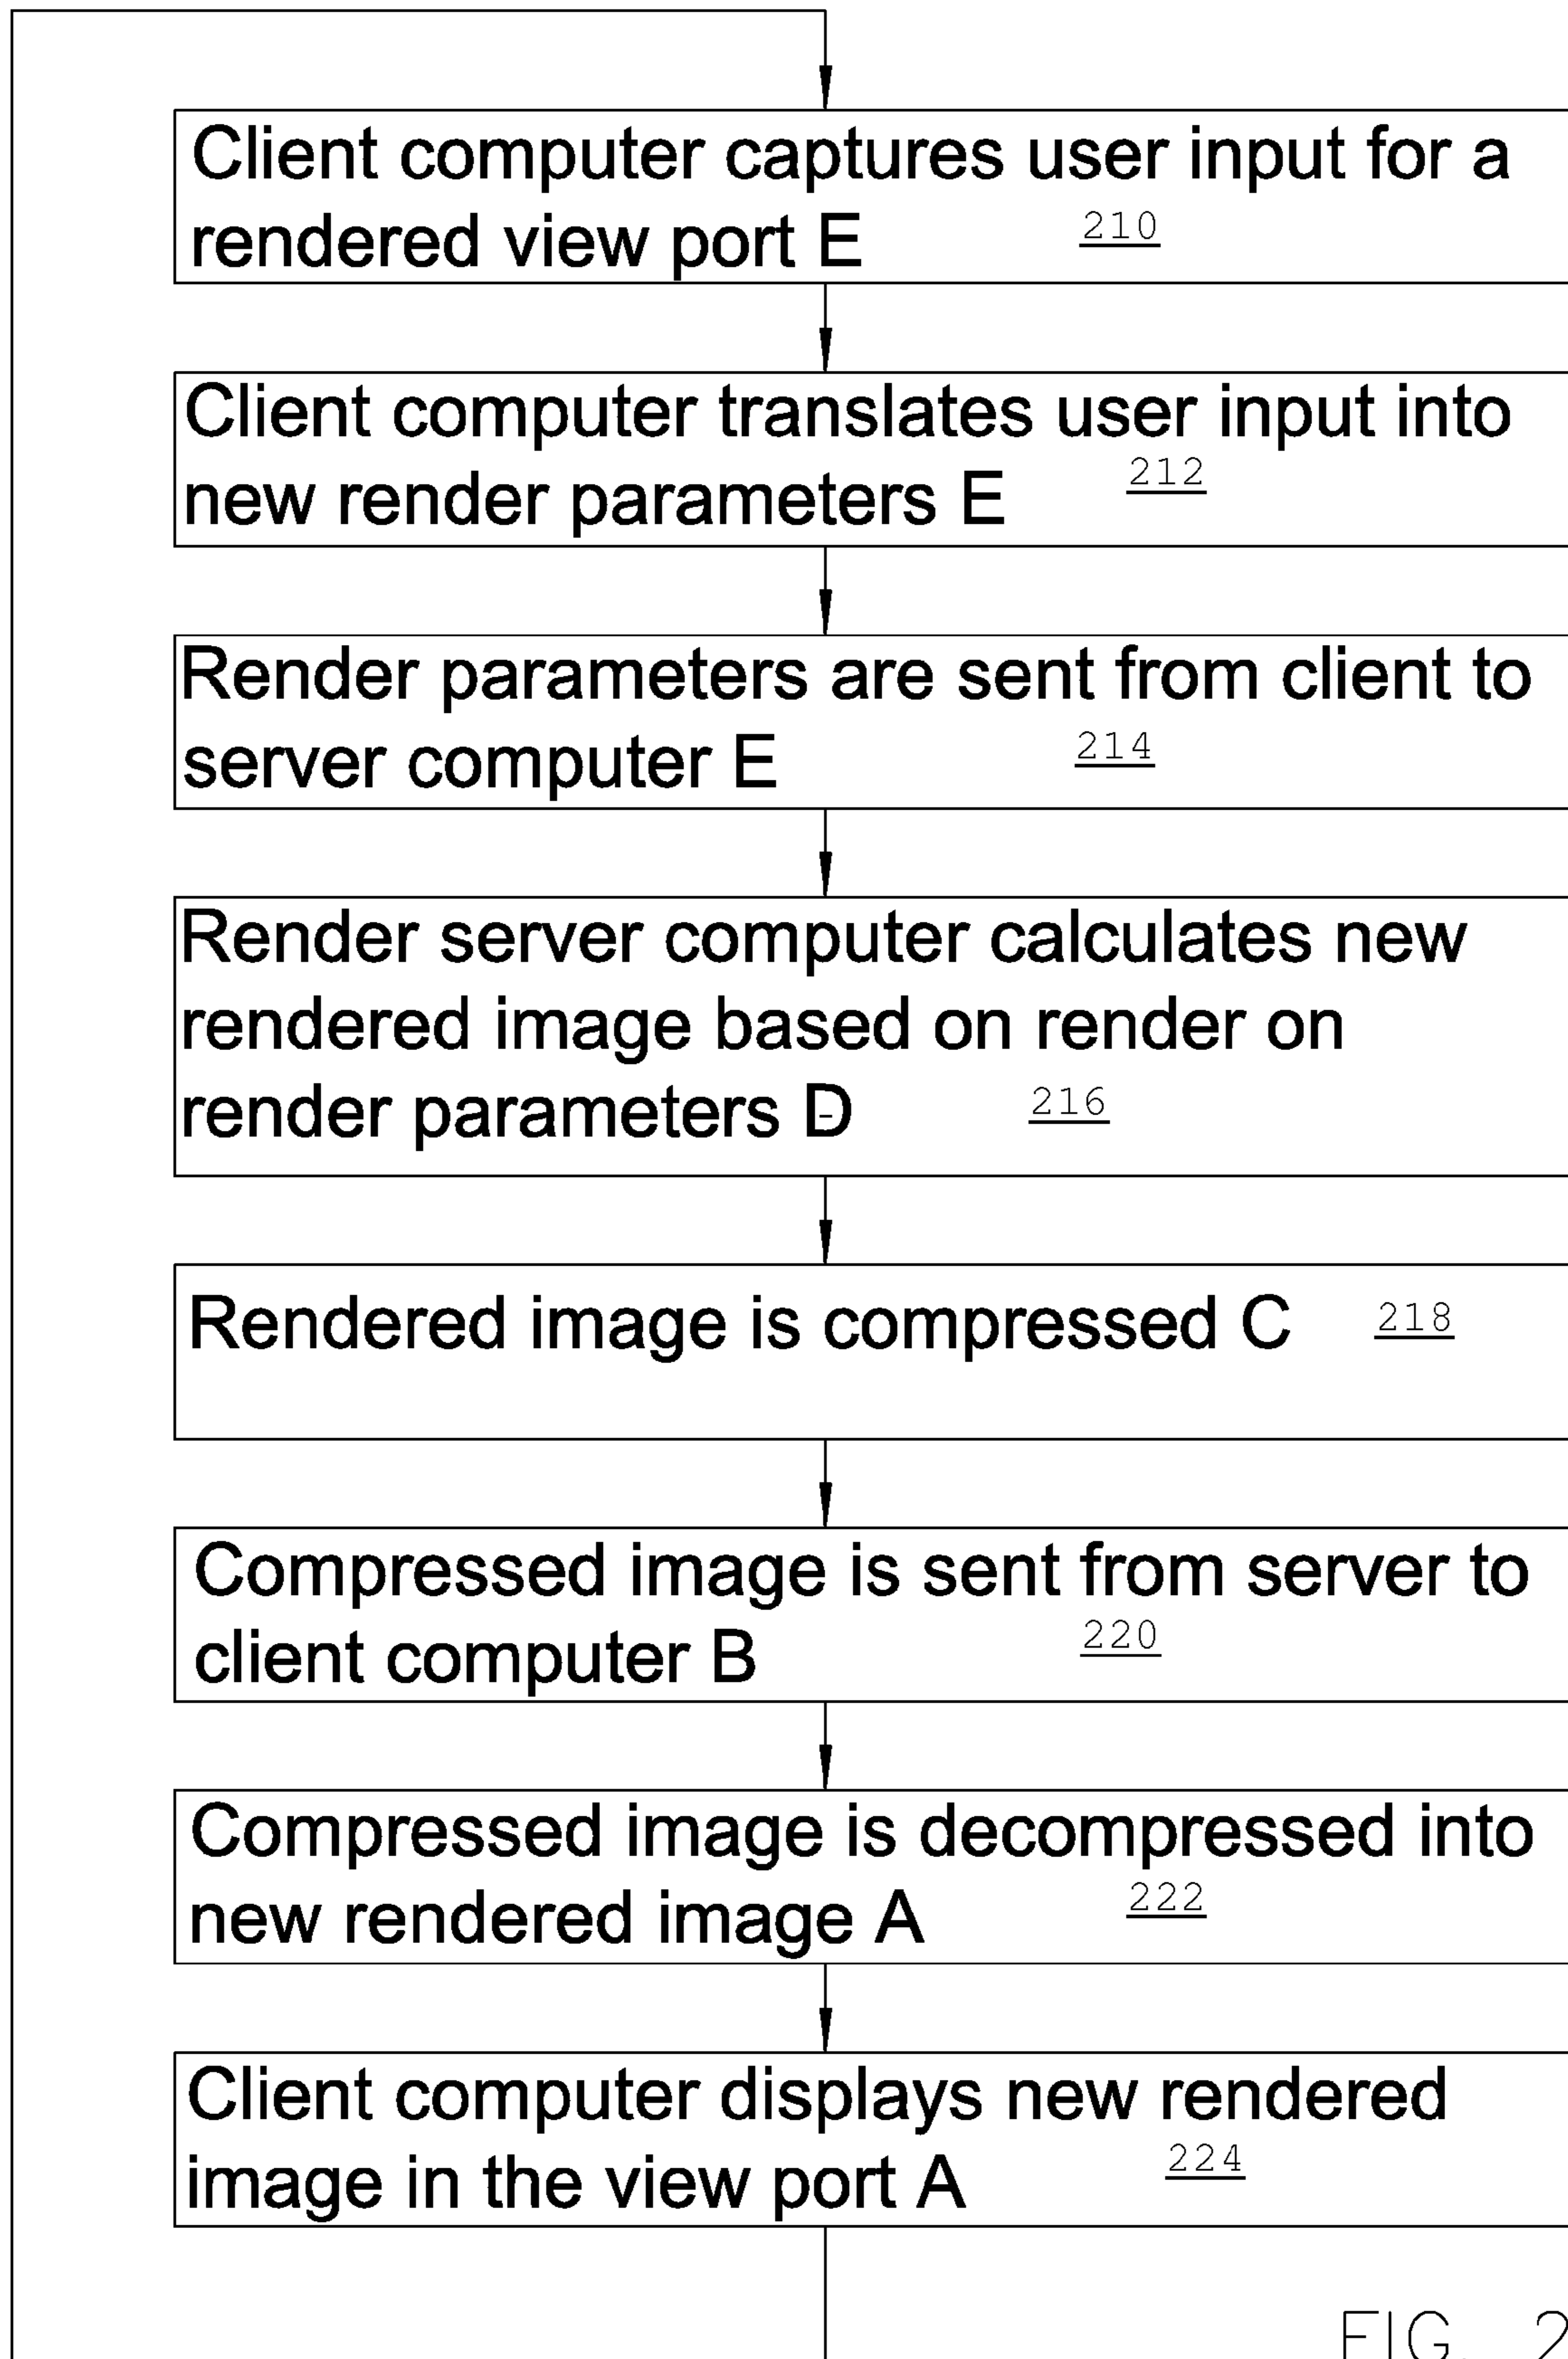 Client computer captures user input for a
rendered view port E 210
Client computer translates user input into
new render parameters E 212
Render parameters are sent from client to
server computer E 214
Render server computer calculates new
rendered image based on render on
render parameters D 216
Rendered image is compressed C 218
Compressed image is sent from server to
client computer B 220
Compressed image is decompressed into
new rendered image A 222
Client computer displays new rendered
image in the view port A 224
FIG. 2